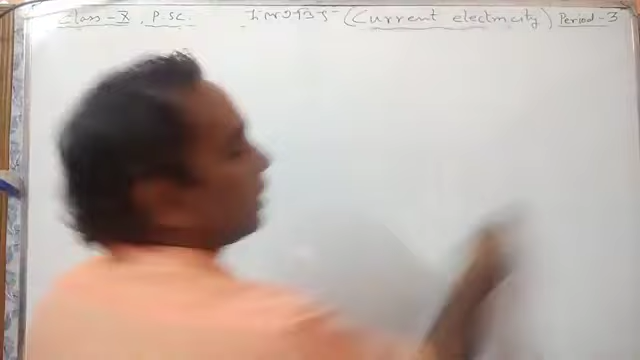 Class - X , P.SC. (Current electricity) Period - 3